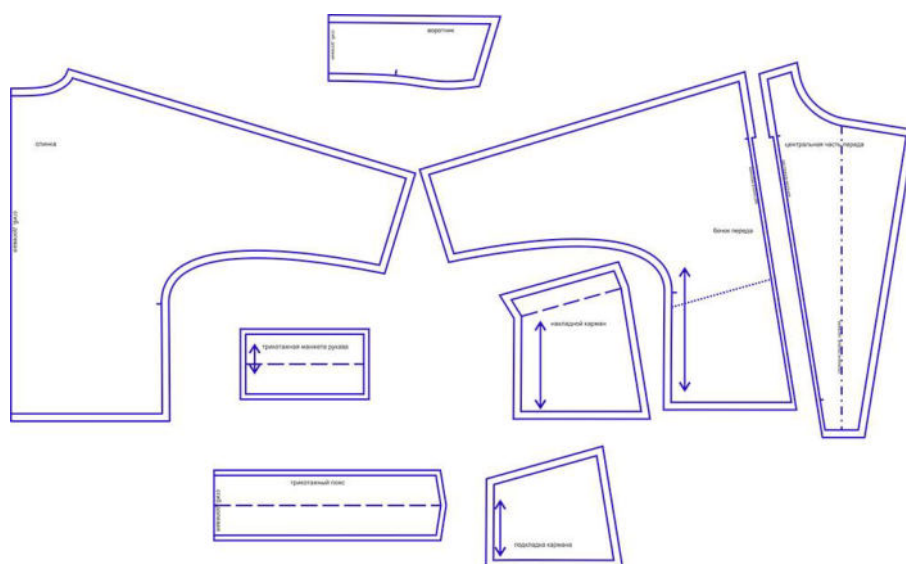 воротник
спинка
центральная часть переда
бочок переда
накладной карман
трикотажная манжета рукава
трикотажный пояс
подкладка кармана